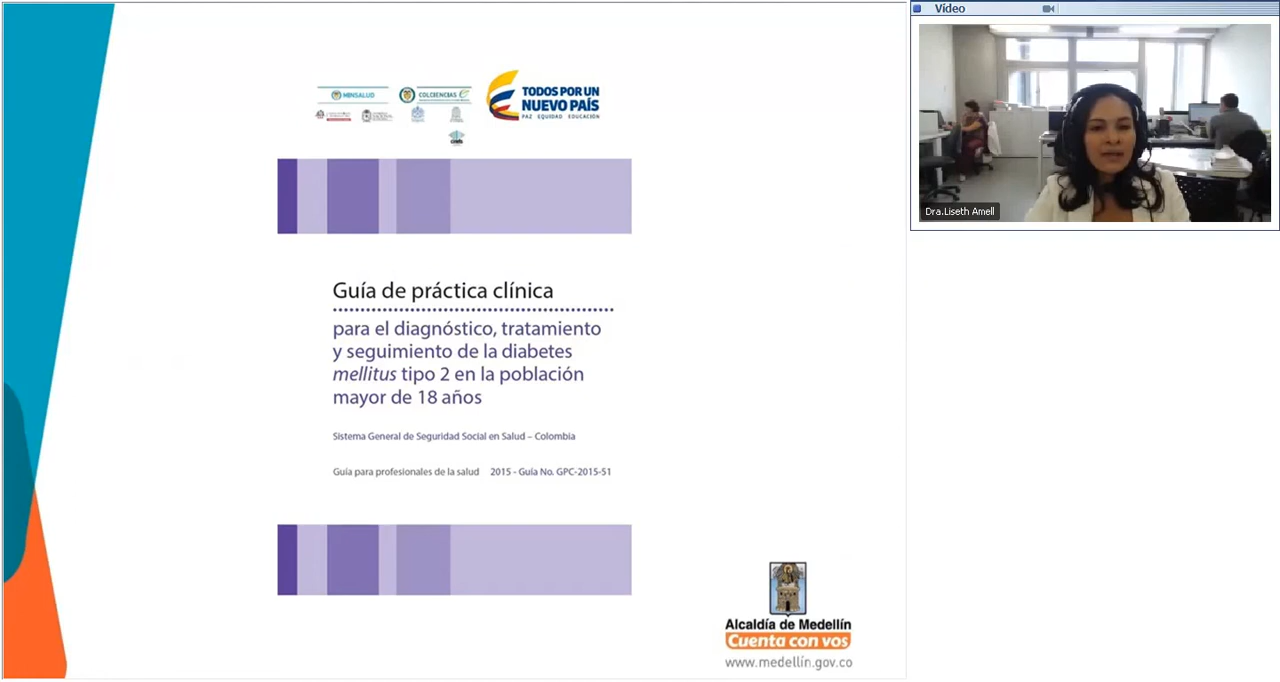 MINSALUD
COLCIENCIAS
TODOS POR UN
NUEVO PAÍS
PAZ EQUIDAD EDUCACIÓN
Guía de práctica clínica
para el diagnóstico, tratamiento
y seguimiento de la diabetes
mellitus tipo 2 en la población
mayor de 18 años
Sistema General de Seguridad Social en Salud – Colombia
Guía para profesionales de la salud 2015 - Guía No. GPC-2015-51
Alcaldía de Medellín
Cuenta con vos
www.medellín.gov.co
Vídeo
Dra.Liseth Amell